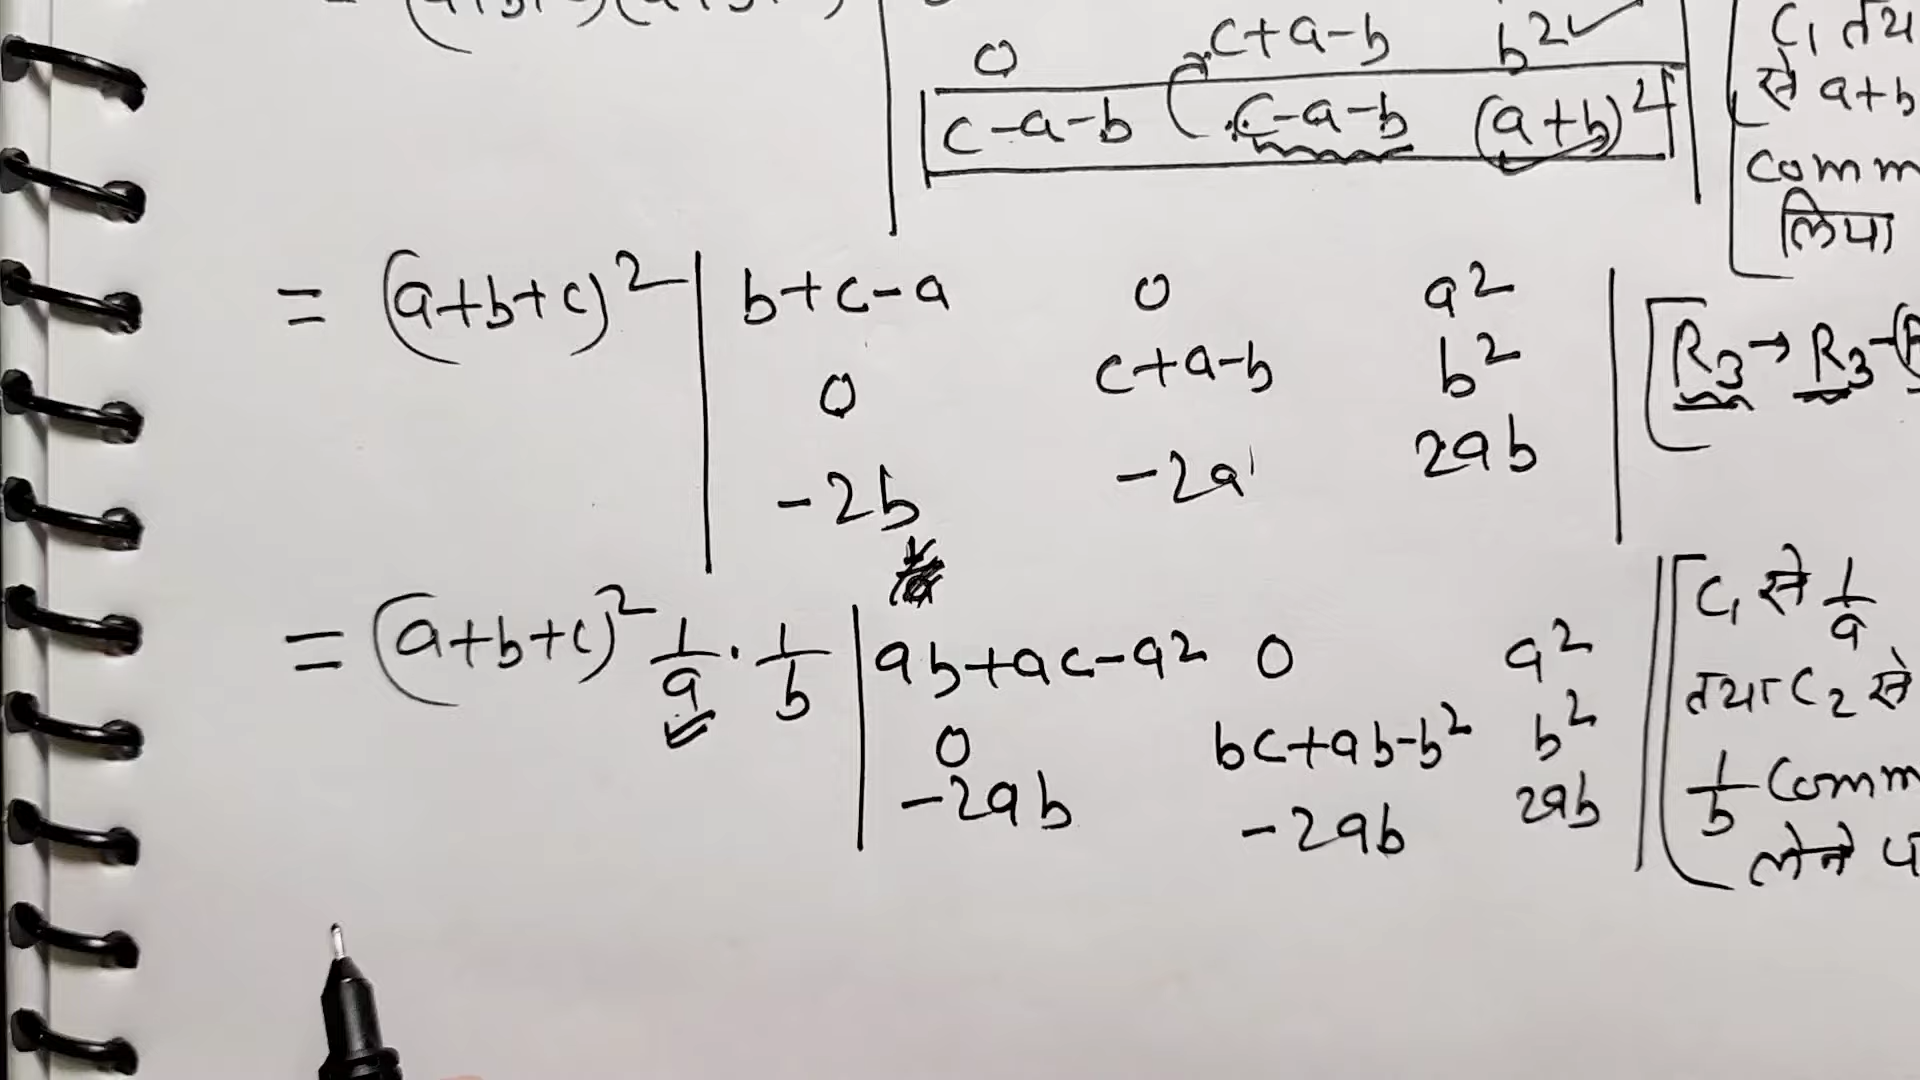 0 c+a-b b² ✓ C₁ तथ
c-a-b c-a-b (a+b)² से a+b
comm
लिया
= (a+b+c)² | b+c-a 0 a² |
0 c+a-b b² | [R₃→R₃-(
-2b -2a 2ab
= (a+b+c)² 1/a · 1/b | ab+ac-a² 0 a² | [C₁ से 1/a
0 bc+ab-b² b² तथा C₂ से
-2ab -2ab 2ab 1/b Comm
लेने प